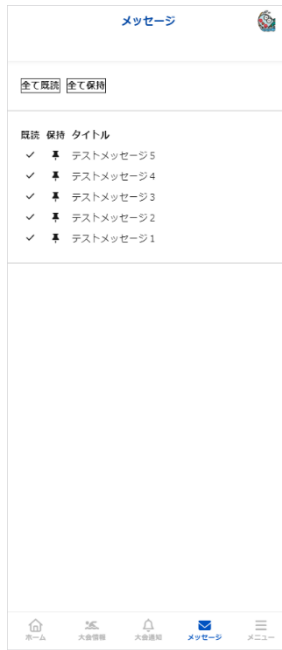 メッセージ
全て既読 全て保持
既読 保持 タイトル
テストメッセージ５
テストメッセージ４
テストメッセージ３
テストメッセージ２
テストメッセージ１
ホーム 大会情報 大会通知 メッセージ メニュー